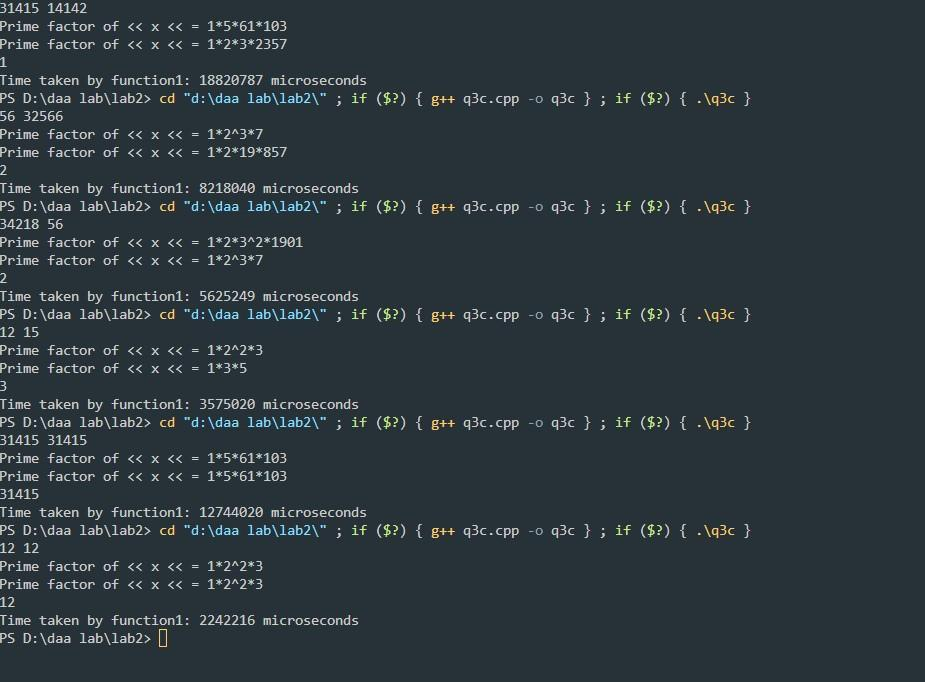 31415 14142
Prime factor of << x << = 1*5*61*103
Prime factor of << x << = 1*2*3*2357
1
Time taken by function1: 18820787 microseconds
PS D:\daa lab\lab2> cd "d:\daa lab\lab2\" ; if ($?) { g++ q3c.cpp -o q3c } ; if ($?) { .\q3c }
56 32566
Prime factor of << x << = 1*2^3*7
Prime factor of << x << = 1*2*19*857
2
Time taken by function1: 8218040 microseconds
PS D:\daa lab\lab2> cd "d:\daa lab\lab2\" ; if ($?) { g++ q3c.cpp -o q3c } ; if ($?) { .\q3c }
34218 56
Prime factor of << x << = 1*2*3^2*1901
Prime factor of << x << = 1*2^3*7
2
Time taken by function1: 5625249 microseconds
PS D:\daa lab\lab2> cd "d:\daa lab\lab2\" ; if ($?) { g++ q3c.cpp -o q3c } ; if ($?) { .\q3c }
12 15
Prime factor of << x << = 1*2^2*3
Prime factor of << x << = 1*3*5
3
Time taken by function1: 3575020 microseconds
PS D:\daa lab\lab2> cd "d:\daa lab\lab2\" ; if ($?) { g++ q3c.cpp -o q3c } ; if ($?) { .\q3c }
31415 31415
Prime factor of << x << = 1*5*61*103
Prime factor of << x << = 1*5*61*103
31415
Time taken by function1: 12744020 microseconds
PS D:\daa lab\lab2> cd "d:\daa lab\lab2\" ; if ($?) { g++ q3c.cpp -o q3c } ; if ($?) { .\q3c }
12 12
Prime factor of << x << = 1*2^2*3
Prime factor of << x << = 1*2^2*3
12
Time taken by function1: 2242216 microseconds
PS D:\daa lab\lab2>